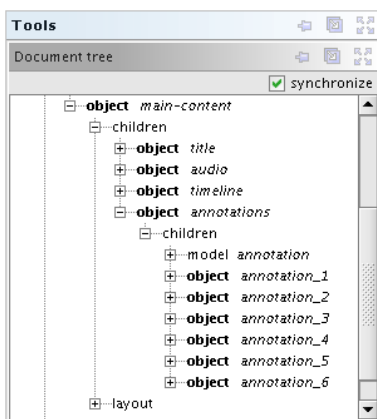 Tools
Document tree
synchronize
object main-content
children
object title
object audio
object timeline
object annotations
children
model annotation
object annotation_1
object annotation_2
object annotation_3
object annotation_4
object annotation_5
object annotation_6
layout